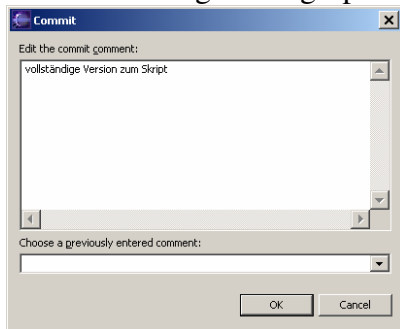 Commit
Edit the commit comment:
vollständige Version zum Skript
Choose a previously entered comment:
OK Cancel